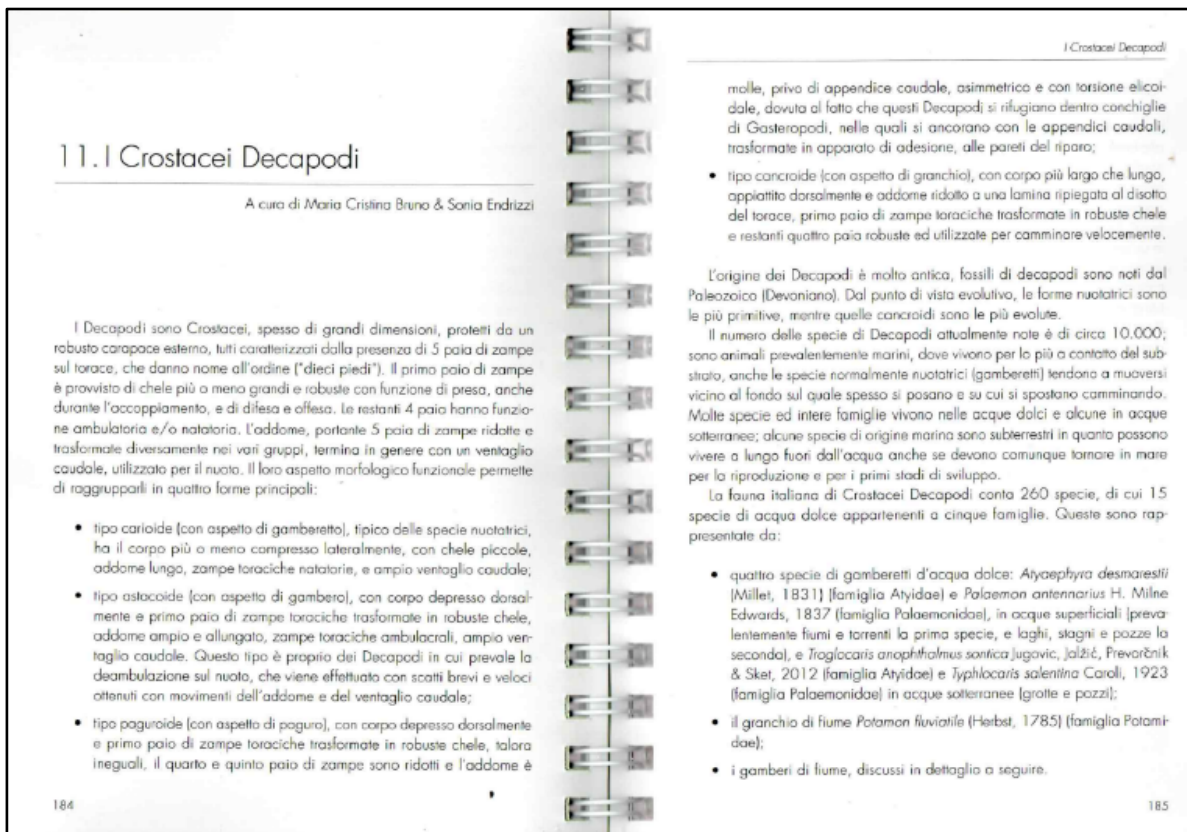 11. I Crostacei Decapodi
A cura di Maria Cristina Bruno & Sonia Endrizzi
I Decapodi sono Crostacei, spesso di grandi dimensioni, protetti da un
robusto carapace esterno, tutti caratterizzati dalla presenza di 5 paia di zampe
sul torace, che danno nome all'ordine ("dieci piedi"). Il primo paio di zampe
è provvisto di chele più o meno grandi e robuste con funzione di presa, anche
durante l'accoppiamento, e di difesa e offesa. Le restanti 4 paia hanno funzio-
ne ambulatoria e/o natatoria. L'addome, portante 5 paia di zampe ridotte e
trasformate diversamente nei vari gruppi, termina in genere con un ventaglio
caudale, utilizzato per il nuoto. Il loro aspetto morfologico funzionale permette
di raggrupparli in quattro forme principali:
• tipo carioide (con aspetto di gamberetto), tipico delle specie nuotatrici,
ha il corpo più o meno compresso lateralmente, con chele piccole,
addome lungo, zampe toraciche natatorie, e ampio ventaglio caudale;
• tipo astacoide (con aspetto di gambero), con corpo depresso dorsal-
mente e primo paio di zampe toraciche trasformate in robuste chele,
addome ampio e allungato, zampe toraciche ambulacrali, ampio ven-
taglio caudale. Questo tipo è proprio dei Decapodi in cui prevale la
deambulazione sul nuoto, che viene effettuato con scatti brevi e veloci
ottenuti con movimenti dell'addome e del ventaglio caudale;
• tipo paguroide (con aspetto di paguro), con corpo depresso dorsalmente
e primo paio di zampe toraciche trasformate in robuste chele, talora
ineguali, il quarto e quinto paio di zampe sono ridotti e l'addome è
184
I Crostacei Decapodi
molle, privo di appendice caudale, asimmetrico e con torsione elicoi-
dale, dovuta al fatto che questi Decapodi si rifugiano dentro conchiglie
di Gasteropodi, nelle quali si ancorano con le appendici caudali,
trasformate in apparato di adesione, alle pareti del riparo;
• tipo cancroide (con aspetto di granchio), con corpo più largo che lungo,
appiattito dorsalmente e addome ridotto a una lamina ripiegata al disotto
del torace, primo paio di zampe toraciche trasformate in robuste chele
e restanti quattro paia robuste ed utilizzate per camminare velocemente.
L'origine dei Decapodi è molto antica, fossili di decapodi sono noti dal
Paleozoico (Devoniano). Dal punto di vista evolutivo, le forme nuotatrici sono
le più primitive, mentre quelle cancroidi sono le più evolute.
Il numero delle specie di Decapodi attualmente note è di circa 10.000;
sono animali prevalentemente marini, dove vivono per lo più a contatto del sub-
strato, anche le specie normalmente nuotatrici (gamberetti) tendono a muoversi
vicino al fondo sul quale spesso si posano e su cui si spostano camminando.
Molte specie ed intere famiglie vivono nelle acque dolci e alcune in acque
sotterranee; alcune specie di origine marina sono subterrestri in quanto possono
vivere a lungo fuori dall'acqua anche se devono comunque tornare in mare
per la riproduzione e per i primi stadi di sviluppo.
La fauna italiana di Crostacei Decapodi conta 260 specie, di cui 15
specie di acqua dolce appartenenti a cinque famiglie. Queste sono rap-
presentate da:
• quattro specie di gamberetti d'acqua dolce: Atyaephyra desmarestii
(Millet, 1831) (famiglia Atyidae) e Palaemon antennarius H. Milne
Edwards, 1837 (famiglia Palaemonidae), in acque superficiali (preva-
lentemente fiumi e torrenti la prima specie, e laghi, stagni e pozze la
seconda), e Troglocaris anophthalmus sontica Jugovic, Jalžić, Prevorčnik
& Sket, 2012 (famiglia Atyidae) e Typhlocaris salentina Caroli, 1923
(famiglia Palaemonidae) in acque sotterranee (grotte e pozzi);
• il granchio di fiume Potamon fluviatile (Herbst, 1785) (famiglia Potami-
dae);
• i gamberi di fiume, discussi in dettaglio a seguire.
185